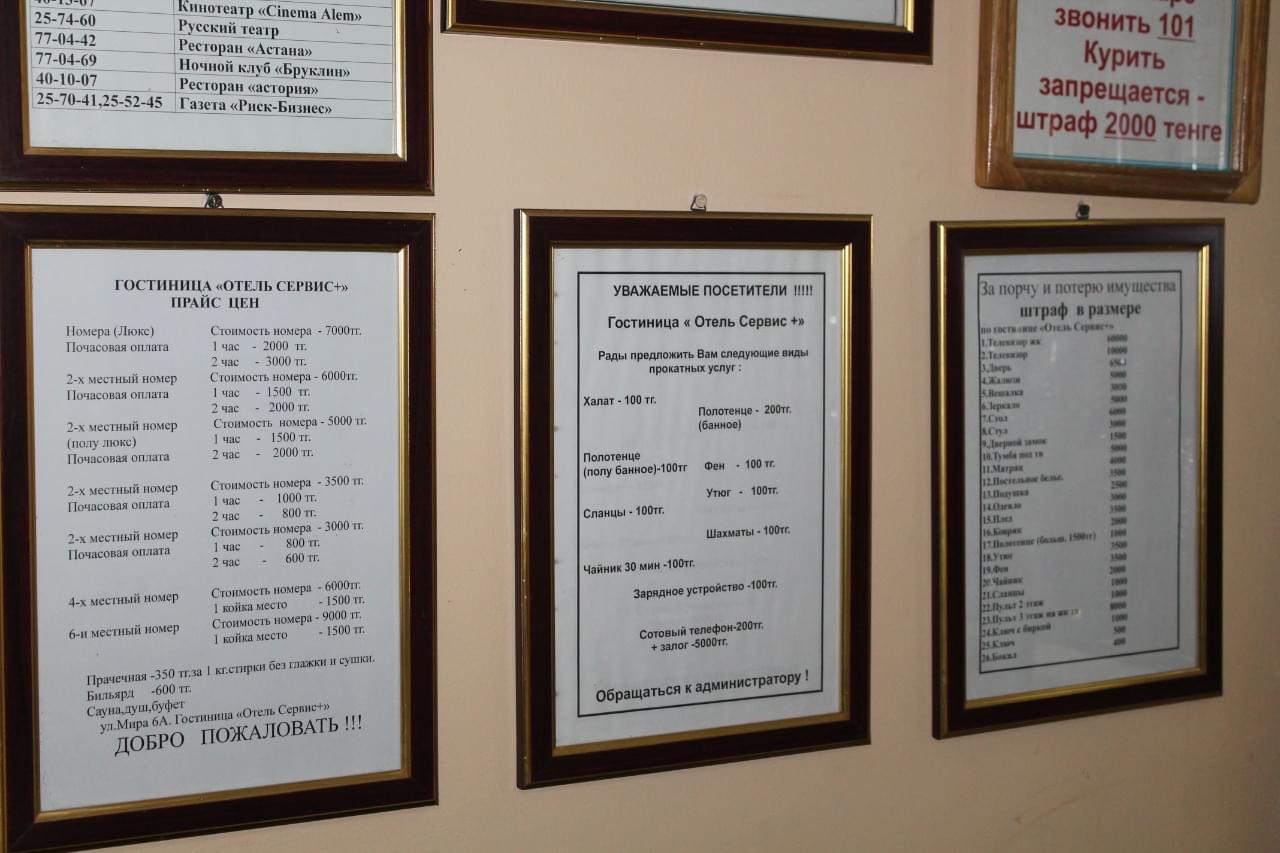 Кинотеатр «Cinema Alem»
25-74-60 Русский театр
77-04-42 Ресторан «Астана»
77-04-69 Ночной клуб «Бруклин»
40-10-07 Ресторан «астория»
25-70-41,25-52-45 Газета «Риск-Бизнес»
звонить 101
Курить
запрещается -
штраф 2000 тенге
ГОСТИНИЦА «ОТЕЛЬ СЕРВИС+»
ПРАЙС ЦЕН
Номера (Люкс) Стоимость номера - 7000тг.
Почасовая оплата 1 час - 2000 тг.
2 час - 3000 тг.
2-х местный номер Стоимость номера - 6000тг.
Почасовая оплата 1 час - 1500 тг.
2 час - 2000 тг.
2-х местный номер Стоимость номера - 5000 тг.
(полу люкс) 1 час - 1500 тг.
Почасовая оплата 2 час - 2000 тг.
2-х местный номер Стоимость номера - 3500 тг.
Почасовая оплата 1 час - 1000 тг.
2 час - 800 тг.
2-х местный номер Стоимость номера - 3000 тг.
Почасовая оплата 1 час - 800 тг.
2 час - 600 тг.
4-х местный номер Стоимость номера - 6000тг.
1 койка место - 1500 тг.
6-и местный номер Стоимость номера - 9000 тг.
1 койка место - 1500 тг.
Прачечная -350 тг.за 1 кг.стирки без глажки и сушки.
Бильярд -600 тг.
Сауна,душ,буфет
ул.Мира 6А. Гостиница «Отель Сервис+»
ДОБРО ПОЖАЛОВАТЬ !!!
УВАЖАЕМЫЕ ПОСЕТИТЕЛИ !!!!!
Гостиница « Отель Сервис +»
Рады предложить Вам следующие виды
прокатных услуг :
Халат - 100 тг.
Полотенце - 200тг.
(банное)
Полотенце
(полу банное)-100тг Фен - 100 тг.
Утюг - 100тг.
Сланцы - 100тг.
Шахматы - 100тг.
Чайник 30 мин -100тг.
Зарядное устройство -100тг.
Сотовый телефон-200тг.
+ залог -5000тг.
Обращаться к администратору !
За порчу и потерю имущества
штраф в размере
по гостинице «Отель Сервис+»
1.Телевизор жк 60000
2.Телевизор 10000
3.Дверь
4.Жалюзи 5000
5.Вешалка 3000
6.Зеркало 5000
7.Стол 6000
8.Стул 3000
9.Дверной замок 1500
10.Тумба под тв 5000
11.Матрац 4000
12.Постельное белье. 3500
13.Подушка 2500
14.Одеяло 3000
15.Плед 3500
16.Коврик 2000
17.Полотенце (больш. 1500тг) 1000
18.Утюг 3500
19.Фен 3500
20.Чайник 2000
21.Сланцы 1000
22.Пульт 2 этаж 1000
23.Пульт 3 этаж на жк тв 8000
24.Ключ с биркой 1000
25.Ключ 500
26.Бокал 400